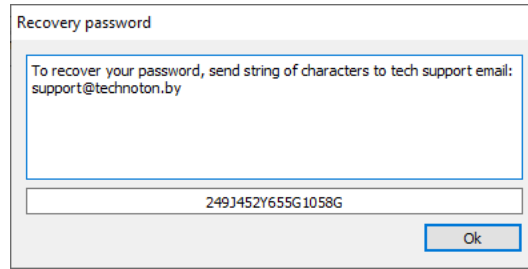 Recovery password
To recover your password, send string of characters to tech support email:
support@technoton.by
249J452Y655G1058G
Ok